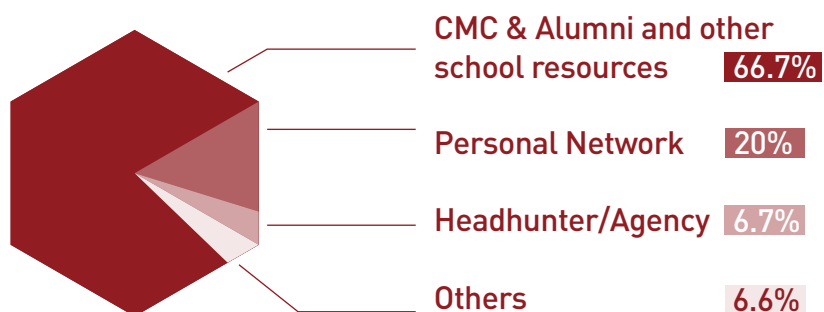 CMC & Alumni and other
school resources 66.7%
Personal Network 20%
Headhunter/Agency 6.7%
Others 6.6%